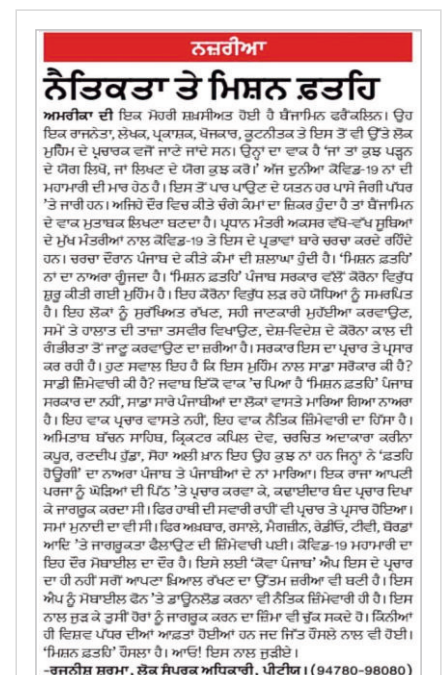 ਨਜ਼ਰੀਆ
ਨੈਤਿਕਤਾ ਤੇ ਮਿਸ਼ਨ ਫ਼ਤਹਿ
ਅਮਰੀਕਾ ਦੀ ਇਕ ਮੋਹਰੀ ਸ਼ਖ਼ਸੀਅਤ ਹੋਈ ਹੈ ਬੈਂਜਾਮਿਨ ਫਰੈਂਕਲਿਨ। ਉਹ
ਇਕ ਰਾਜਨੇਤਾ, ਲੇਖਕ, ਪ੍ਰਕਾਸ਼ਕ, ਖੋਜਕਾਰ, ਕੂਟਨੀਤਕ ਤੇ ਇਸ ਤੋਂ ਵੀ ਉੱਤੇ ਲੋਕ
ਮੁਹਿੰਮ ਦੇ ਪ੍ਰਚਾਰਕ ਵਜੋਂ ਜਾਣੇ ਜਾਂਦੇ ਸਨ। ਉਨ੍ਹਾਂ ਦਾ ਵਾਕ ਹੈ 'ਜਾਂ ਤਾਂ ਕੁਝ ਪੜ੍ਹਨ
ਦੇ ਯੋਗ ਲਿਖੋ, ਜਾਂ ਲਿਖਣ ਦੇ ਯੋਗ ਕੁਝ ਕਰੋ।' ਅੱਜ ਦੁਨੀਆ ਕੋਵਿਡ-19 ਨਾਂ ਦੀ
ਮਹਾਮਾਰੀ ਦੀ ਮਾਰ ਹੇਠ ਹੈ। ਇਸ ਤੋਂ ਪਾਰ ਪਾਉਣ ਦੇ ਯਤਨ ਹਰ ਪਾਸੇ ਜੰਗੀ ਪੱਧਰ
'ਤੇ ਜਾਰੀ ਹਨ। ਅਜਿਹੇ ਦੌਰ ਵਿਚ ਕੀਤੇ ਚੰਗੇ ਕੰਮਾਂ ਦਾ ਜ਼ਿਕਰ ਹੁੰਦਾ ਹੈ ਤਾਂ ਬੈਂਜਾਮਿਨ
ਦੇ ਵਾਕ ਮੁਤਾਬਕ ਲਿਖਣਾ ਬਣਦਾ ਹੈ। ਪ੍ਰਧਾਨ ਮੰਤਰੀ ਅਕਸਰ ਵੱਖੋ-ਵੱਖ ਸੂਬਿਆਂ
ਦੇ ਮੁੱਖ ਮੰਤਰੀਆਂ ਨਾਲ ਕੋਵਿਡ-19 ਤੇ ਇਸ ਦੇ ਪ੍ਰਭਾਵਾਂ ਬਾਰੇ ਚਰਚਾ ਕਰਦੇ ਰਹਿੰਦੇ
ਹਨ। ਚਰਚਾ ਦੌਰਾਨ ਪੰਜਾਬ ਦੇ ਕੀਤੇ ਕੰਮਾਂ ਦੀ ਸ਼ਲਾਘਾ ਹੁੰਦੀ ਹੈ। 'ਮਿਸ਼ਨ ਫ਼ਤਹਿ'
ਨਾਂ ਦਾ ਨਾਅਰਾ ਗੂੰਜਦਾ ਹੈ। 'ਮਿਸ਼ਨ ਫ਼ਤਹਿ' ਪੰਜਾਬ ਸਰਕਾਰ ਵੱਲੋਂ ਕੋਰੋਨਾ ਵਿਰੁੱਧ
ਸ਼ੁਰੂ ਕੀਤੀ ਗਈ ਮੁਹਿੰਮ ਹੈ। ਇਹ ਕੋਰੋਨਾ ਵਿਰੁੱਧ ਲੜ ਰਹੇ ਯੋਧਿਆਂ ਨੂੰ ਸਮਰਪਿਤ
ਹੈ। ਇਹ ਲੋਕਾਂ ਨੂੰ ਸੁਰੱਖਿਅਤ ਰੱਖਣ, ਸਹੀ ਜਾਣਕਾਰੀ ਮੁਹੱਈਆ ਕਰਵਾਉਣ,
ਸਮੇਂ ਤੇ ਹਾਲਾਤ ਦੀ ਤਾਜ਼ਾ ਤਸਵੀਰ ਵਿਖਾਉਣ, ਦੇਸ਼-ਵਿਦੇਸ਼ ਦੇ ਕੋਰੋਨਾ ਕਾਲ ਦੀ
ਗੰਭੀਰਤਾ ਤੋਂ ਜਾਣੂ ਕਰਵਾਉਣ ਦਾ ਜ਼ਰੀਆ ਹੈ। ਸਰਕਾਰ ਇਸ ਦਾ ਪ੍ਰਚਾਰ ਤੇ ਪ੍ਰਸਾਰ
ਕਰ ਰਹੀ ਹੈ। ਹੁਣ ਸਵਾਲ ਇਹ ਹੈ ਕਿ ਇਸ ਮੁਹਿੰਮ ਨਾਲ ਸਾਡਾ ਸਰੋਕਾਰ ਕੀ ਹੈ?
ਸਾਡੀ ਜ਼ਿੰਮੇਵਾਰੀ ਕੀ ਹੈ? ਜਵਾਬ ਇੱਕੋ ਵਾਕ 'ਚ ਪਿਆ ਹੈ 'ਮਿਸ਼ਨ ਫ਼ਤਹਿ' ਪੰਜਾਬ
ਸਰਕਾਰ ਦਾ ਨਹੀਂ, ਸਾਡਾ ਸਾਰੇ ਪੰਜਾਬੀਆਂ ਦਾ ਲੋਕਾਂ ਵਾਸਤੇ ਮਾਰਿਆ ਗਿਆ ਨਾਅਰਾ
ਹੈ। ਇਹ ਵਾਕ ਪ੍ਰਚਾਰ ਵਾਸਤੇ ਨਹੀਂ, ਇਹ ਵਾਕ ਨੈਤਿਕ ਜ਼ਿੰਮੇਵਾਰੀ ਦਾ ਹਿੱਸਾ ਹੈ।
ਅਮਿਤਾਬ ਬੱਚਨ ਸਾਹਿਬ, ਕ੍ਰਿਕਟਰ ਕਪਿਲ ਦੇਵ, ਚਰਚਿਤ ਅਦਾਕਾਰਾ ਕਰੀਨਾ
ਕਪੂਰ, ਰਣਦੀਪ ਹੁੱਡਾ, ਸੋਹਾ ਅਲੀ ਖ਼ਾਨ ਇਹ ਉਹ ਕੁਝ ਨਾਂ ਹਨ ਜਿਨ੍ਹਾਂ ਨੇ 'ਫ਼ਤਹਿ
ਹੋਊਗੀ' ਦਾ ਨਾਅਰਾ ਪੰਜਾਬ ਤੇ ਪੰਜਾਬੀਆਂ ਦੇ ਨਾਂ ਮਾਰਿਆ। ਇਕ ਰਾਜਾ ਆਪਣੀ
ਪਰਜਾ ਨੂੰ ਘੋੜਿਆਂ ਦੀ ਪਿੱਠ 'ਤੇ ਪ੍ਰਚਾਰ ਕਰਵਾ ਕੇ, ਕਢਾਈਦਾਰ ਬੈਦ ਪ੍ਰਚਾਰ ਦਿਖਾ
ਕੇ ਜਾਗਰੂਕ ਕਰਦਾ ਸੀ। ਫਿਰ ਹਾਥੀ ਦੀ ਸਵਾਰੀ ਰਾਹੀਂ ਵੀ ਪ੍ਰਚਾਰ ਤੇ ਪ੍ਰਸਾਰ ਹੋਇਆ।
ਸਮਾਂ ਮੁਨਾਦੀ ਦਾ ਵੀ ਸੀ। ਫਿਰ ਅਖ਼ਬਾਰ, ਰਸਾਲੇ, ਮੈਗਜ਼ੀਨ, ਰੇਡੀਓ, ਟੀਵੀ, ਬੋਰਡਾਂ
ਆਦਿ 'ਤੇ ਜਾਗਰੂਕਤਾ ਫੈਲਾਉਣ ਦੀ ਜ਼ਿੰਮੇਵਾਰੀ ਪਈ। ਕੋਵਿਡ-19 ਮਹਾਮਾਰੀ ਦਾ
ਇਹ ਦੌਰ ਮੋਬਾਈਲ ਦਾ ਦੌਰ ਹੈ। ਇਸੇ ਲਈ 'ਕੋਵਾ ਪੰਜਾਬ' ਐਪ ਇਸ ਦੇ ਪ੍ਰਚਾਰ
ਦਾ ਹੀ ਨਹੀਂ ਸਗੋਂ ਆਪਣਾ ਖ਼ਿਆਲ ਰੱਖਣ ਦਾ ਉੱਤਮ ਜ਼ਰੀਆ ਵੀ ਬਣੀ ਹੈ। ਇਸ
ਐਪ ਨੂੰ ਮੋਬਾਈਲ ਫੋਨ 'ਤੇ ਡਾਊਨਲੋਡ ਕਰਨਾ ਵੀ ਨੈਤਿਕ ਜ਼ਿੰਮੇਵਾਰੀ ਹੀ ਹੈ। ਇਸ
ਨਾਲ ਜੁੜ ਕੇ ਤੁਸੀਂ ਹੋਰਾਂ ਨੂੰ ਜਾਗਰੂਕ ਕਰਨ ਦਾ ਜ਼ਿੰਮਾ ਵੀ ਚੁੱਕ ਸਕਦੇ ਹੋ। ਕਿੰਨੀਆਂ
ਹੀ ਵਿਸ਼ਵ ਪੱਧਰ ਦੀਆਂ ਆਫ਼ਤਾਂ ਹੋਈਆਂ ਹਨ ਜਦ ਜਿੱਤ ਹੌਸਲੇ ਨਾਲ ਵੀ ਹੋਈ।
'ਮਿਸ਼ਨ ਫ਼ਤਹਿ' ਹੌਸਲਾ ਹੈ। ਆਓ! ਇਸ ਨਾਲ ਜੁੜੀਏ।
-ਰਜਨੀਸ਼ ਸ਼ਰਮਾ, ਲੋਕ ਸੰਪਰਕ ਅਧਿਕਾਰੀ, ਪੀਟੀਯੂ। (94780-98080)